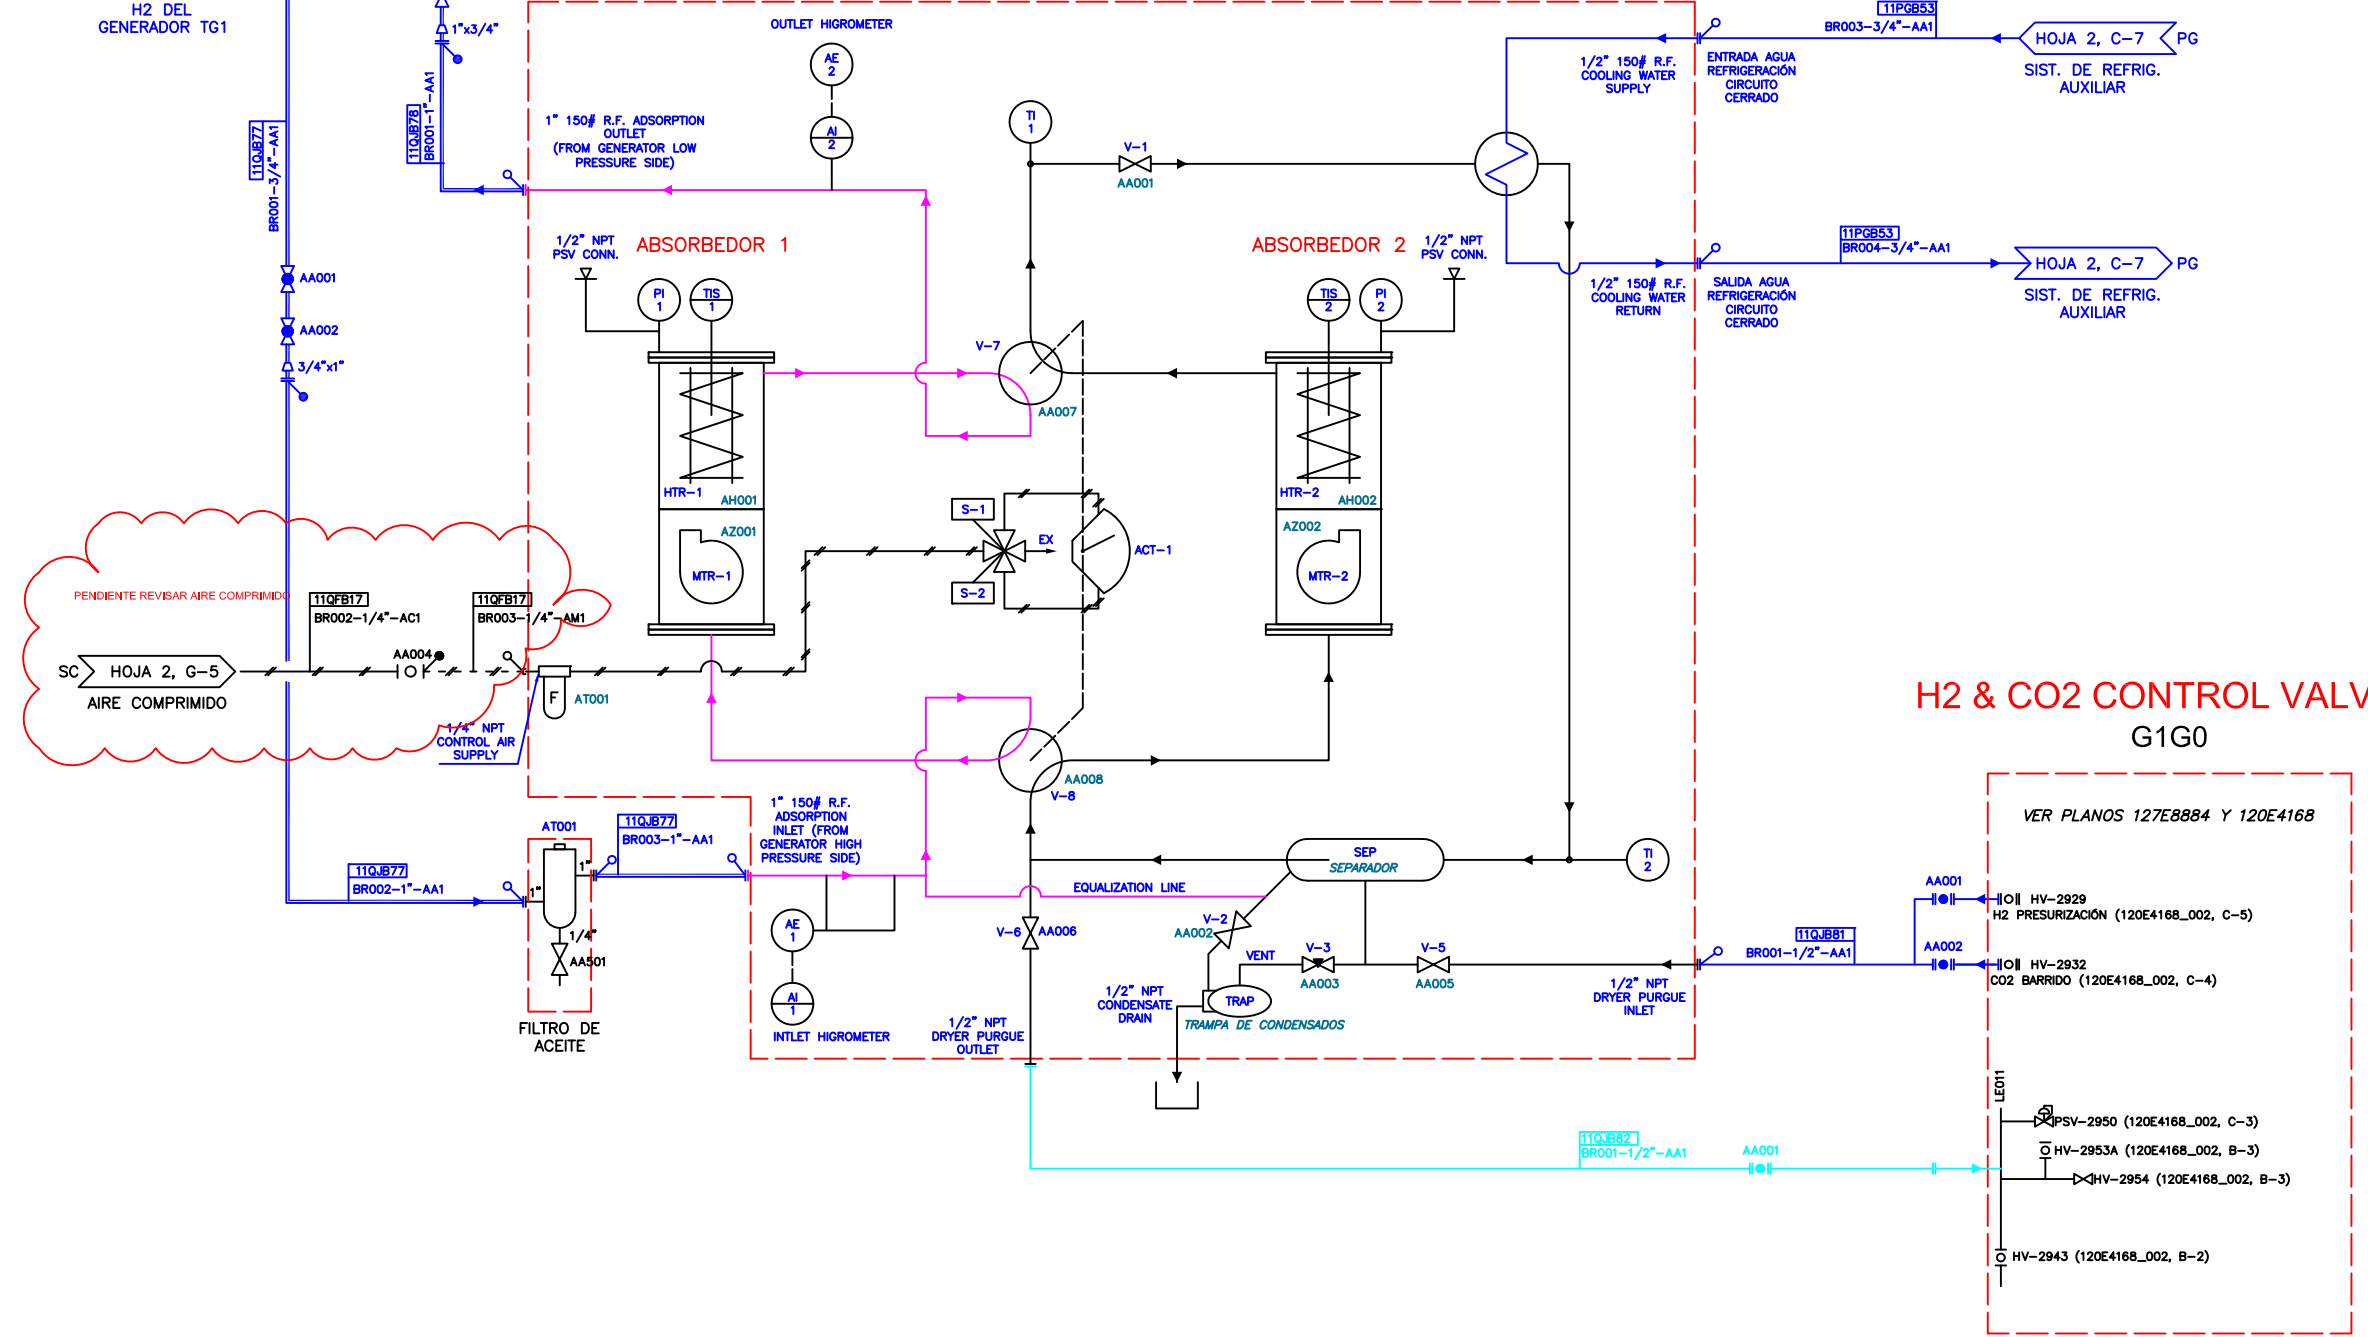 H2 DEL
GENERADOR TG1
1"x3/4"
11QJB78
BR001-1"-AA1
11QJB77
BR001-3/4"-AA1
AA001
AA002
3/4"x1"
OUTLET HIGROMETER
AE
2
AI
2
1" 150# R.F. ADSORPTION
OUTLET
(FROM GENERATOR LOW
PRESSURE SIDE)
TI
1
V-1
AA001
1/2" 150# R.F.
COOLING WATER
SUPPLY
ENTRADA AGUA
REFRIGERACIÓN
CIRCUITO
CERRADO
11PGB53
BR003-3/4"-AA1
HOJA 2, C-7
PG
SIST. DE REFRIG.
AUXILIAR
1/2" NPT
PSV CONN.
ABSORBEDOR 1
PI
1
TIS
1
ABSORBEDOR 2
1/2" NPT
PSV CONN.
TIS
2
PI
2
1/2" 150# R.F.
COOLING WATER
RETURN
SALIDA AGUA
REFRIGERACIÓN
CIRCUITO
CERRADO
11PGB53
BR004-3/4"-AA1
HOJA 2, C-7
PG
SIST. DE REFRIG.
AUXILIAR
V-7
AA007
HTR-1
AH001
AZ001
MTR-1
S-1
S-2
EX
ACT-1
HTR-2
AH002
AZ002
MTR-2
PENDIENTE REVISAR AIRE COMPRIMIDO
11QFB17
BR002-1/4"-AC1
11QFB17
BR003-1/4"-AM1
AA004
SC
HOJA 2, G-5
AIRE COMPRIMIDO
F
AT001
1/4" NPT
CONTROL AIR
SUPPLY
AA008
V-8
H2 & CO2 CONTROL VALV
G1G0
VER PLANOS 127E8884 Y 120E4168
AT001
11QJB77
BR003-1"-AA1
1"
1"
11QJB77
BR002-1"-AA1
1/4"
AA501
FILTRO DE
ACEITE
1" 150# R.F.
ADSORPTION
INLET (FROM
GENERATOR HIGH
PRESSURE SIDE)
AE
1
AI
1
INTLET HIGROMETER
EQUALIZATION LINE
SEP
SEPARADOR
TI
2
V-6
AA006
V-2
AA002
VENT
V-3
AA003
V-5
AA005
TRAP
TRAMPA DE CONDENSADOS
1/2" NPT
CONDENSATE
DRAIN
1/2" NPT
DRYER PURGUE
OUTLET
1/2" NPT
DRYER PURGUE
INLET
11QJB81
BR001-1/2"-AA1
AA001
AA002
HV-2929
H2 PRESURIZACIÓN (120E4168_002, C-5)
HV-2932
CO2 BARRIDO (120E4168_002, C-4)
11QJB82
BR001-1/2"-AA1
AA001
LE011
PSV-2950 (120E4168_002, C-3)
HV-2953A (120E4168_002, B-3)
HV-2954 (120E4168_002, B-3)
HV-2943 (120E4168_002, B-2)